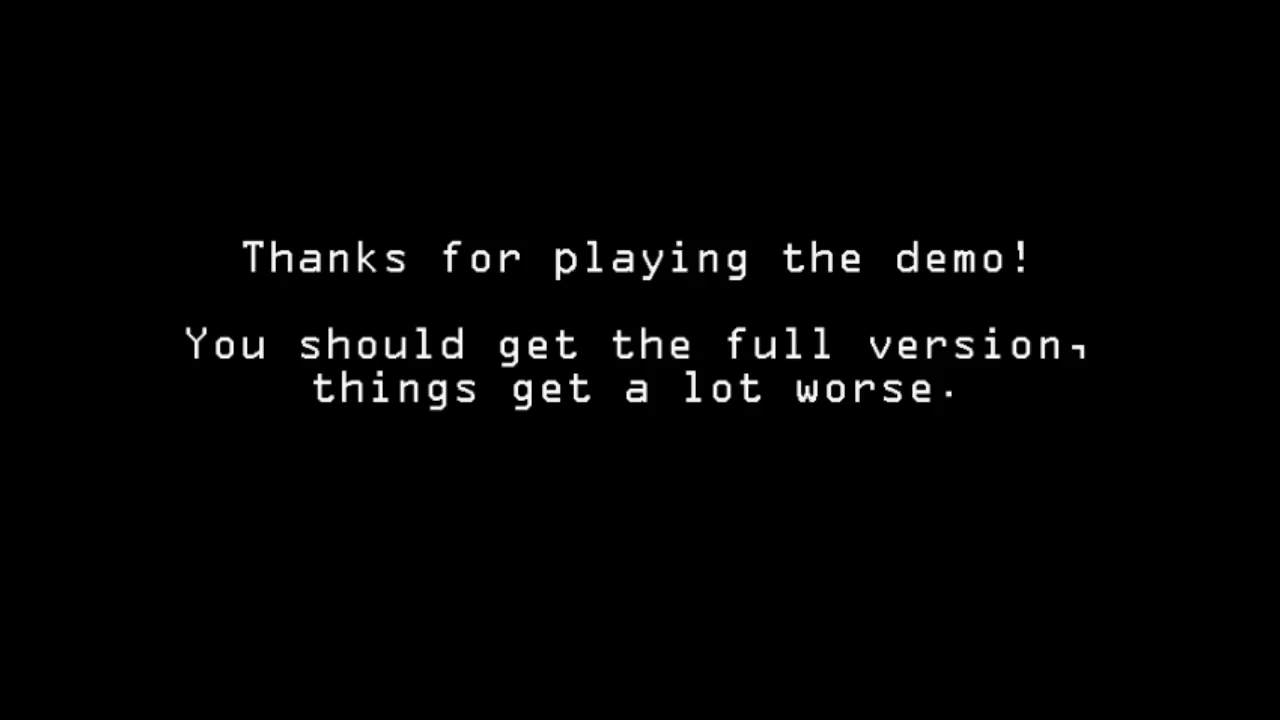 Thanks for playing the demo!
You should get the full version,
things get a lot worse.